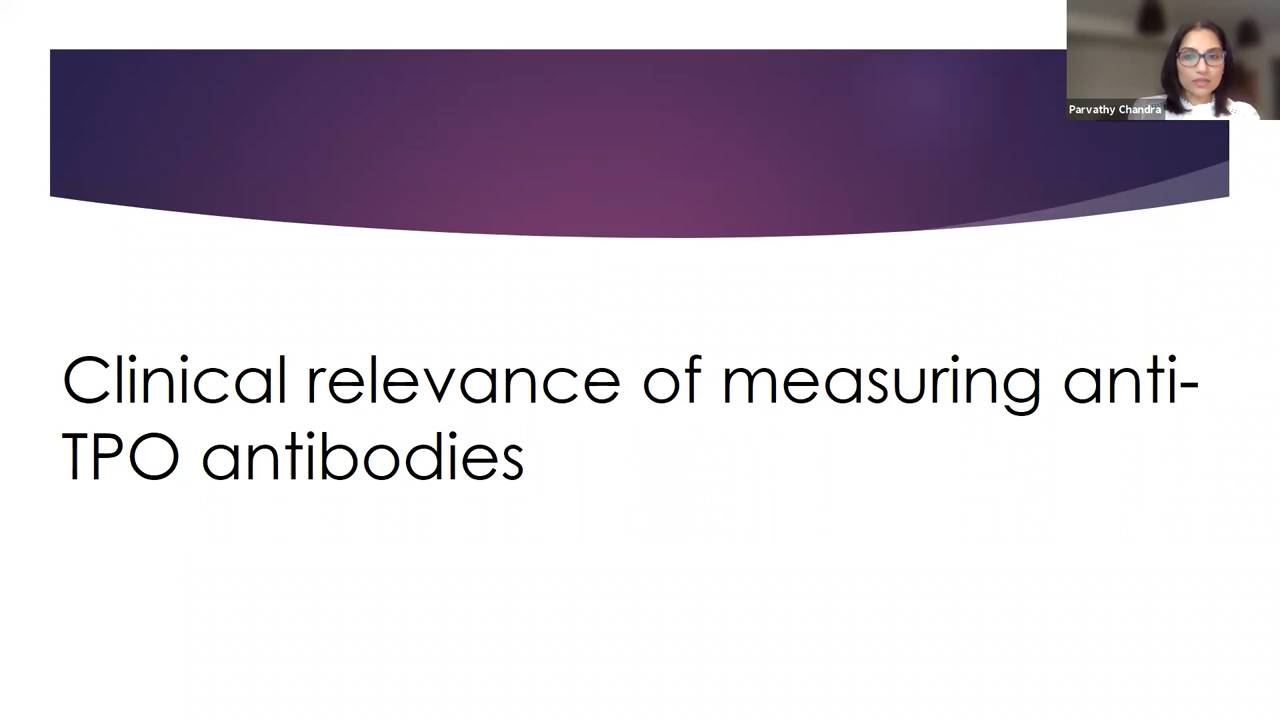 Parvathy Chandra
Clinical relevance of measuring anti-
TPO antibodies